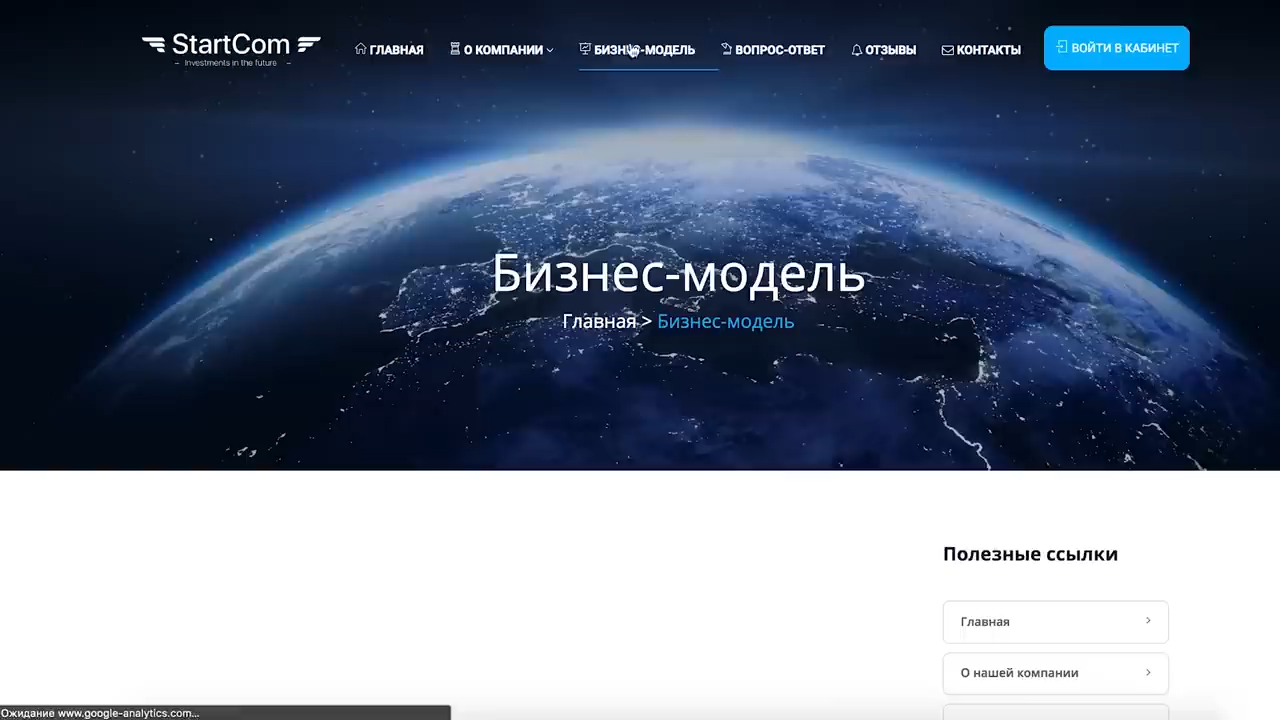 StartCom
– Investments in the future –
ГЛАВНАЯ
О КОМПАНИИ
БИЗНЕС-МОДЕЛЬ
ВОПРОС-ОТВЕТ
ОТЗЫВЫ
КОНТАКТЫ
ВОЙТИ В КАБИНЕТ
Бизнес-модель
Главная > Бизнес-модель
Полезные ссылки
Главная
О нашей компании
Ожидание www.google-analytics.com...